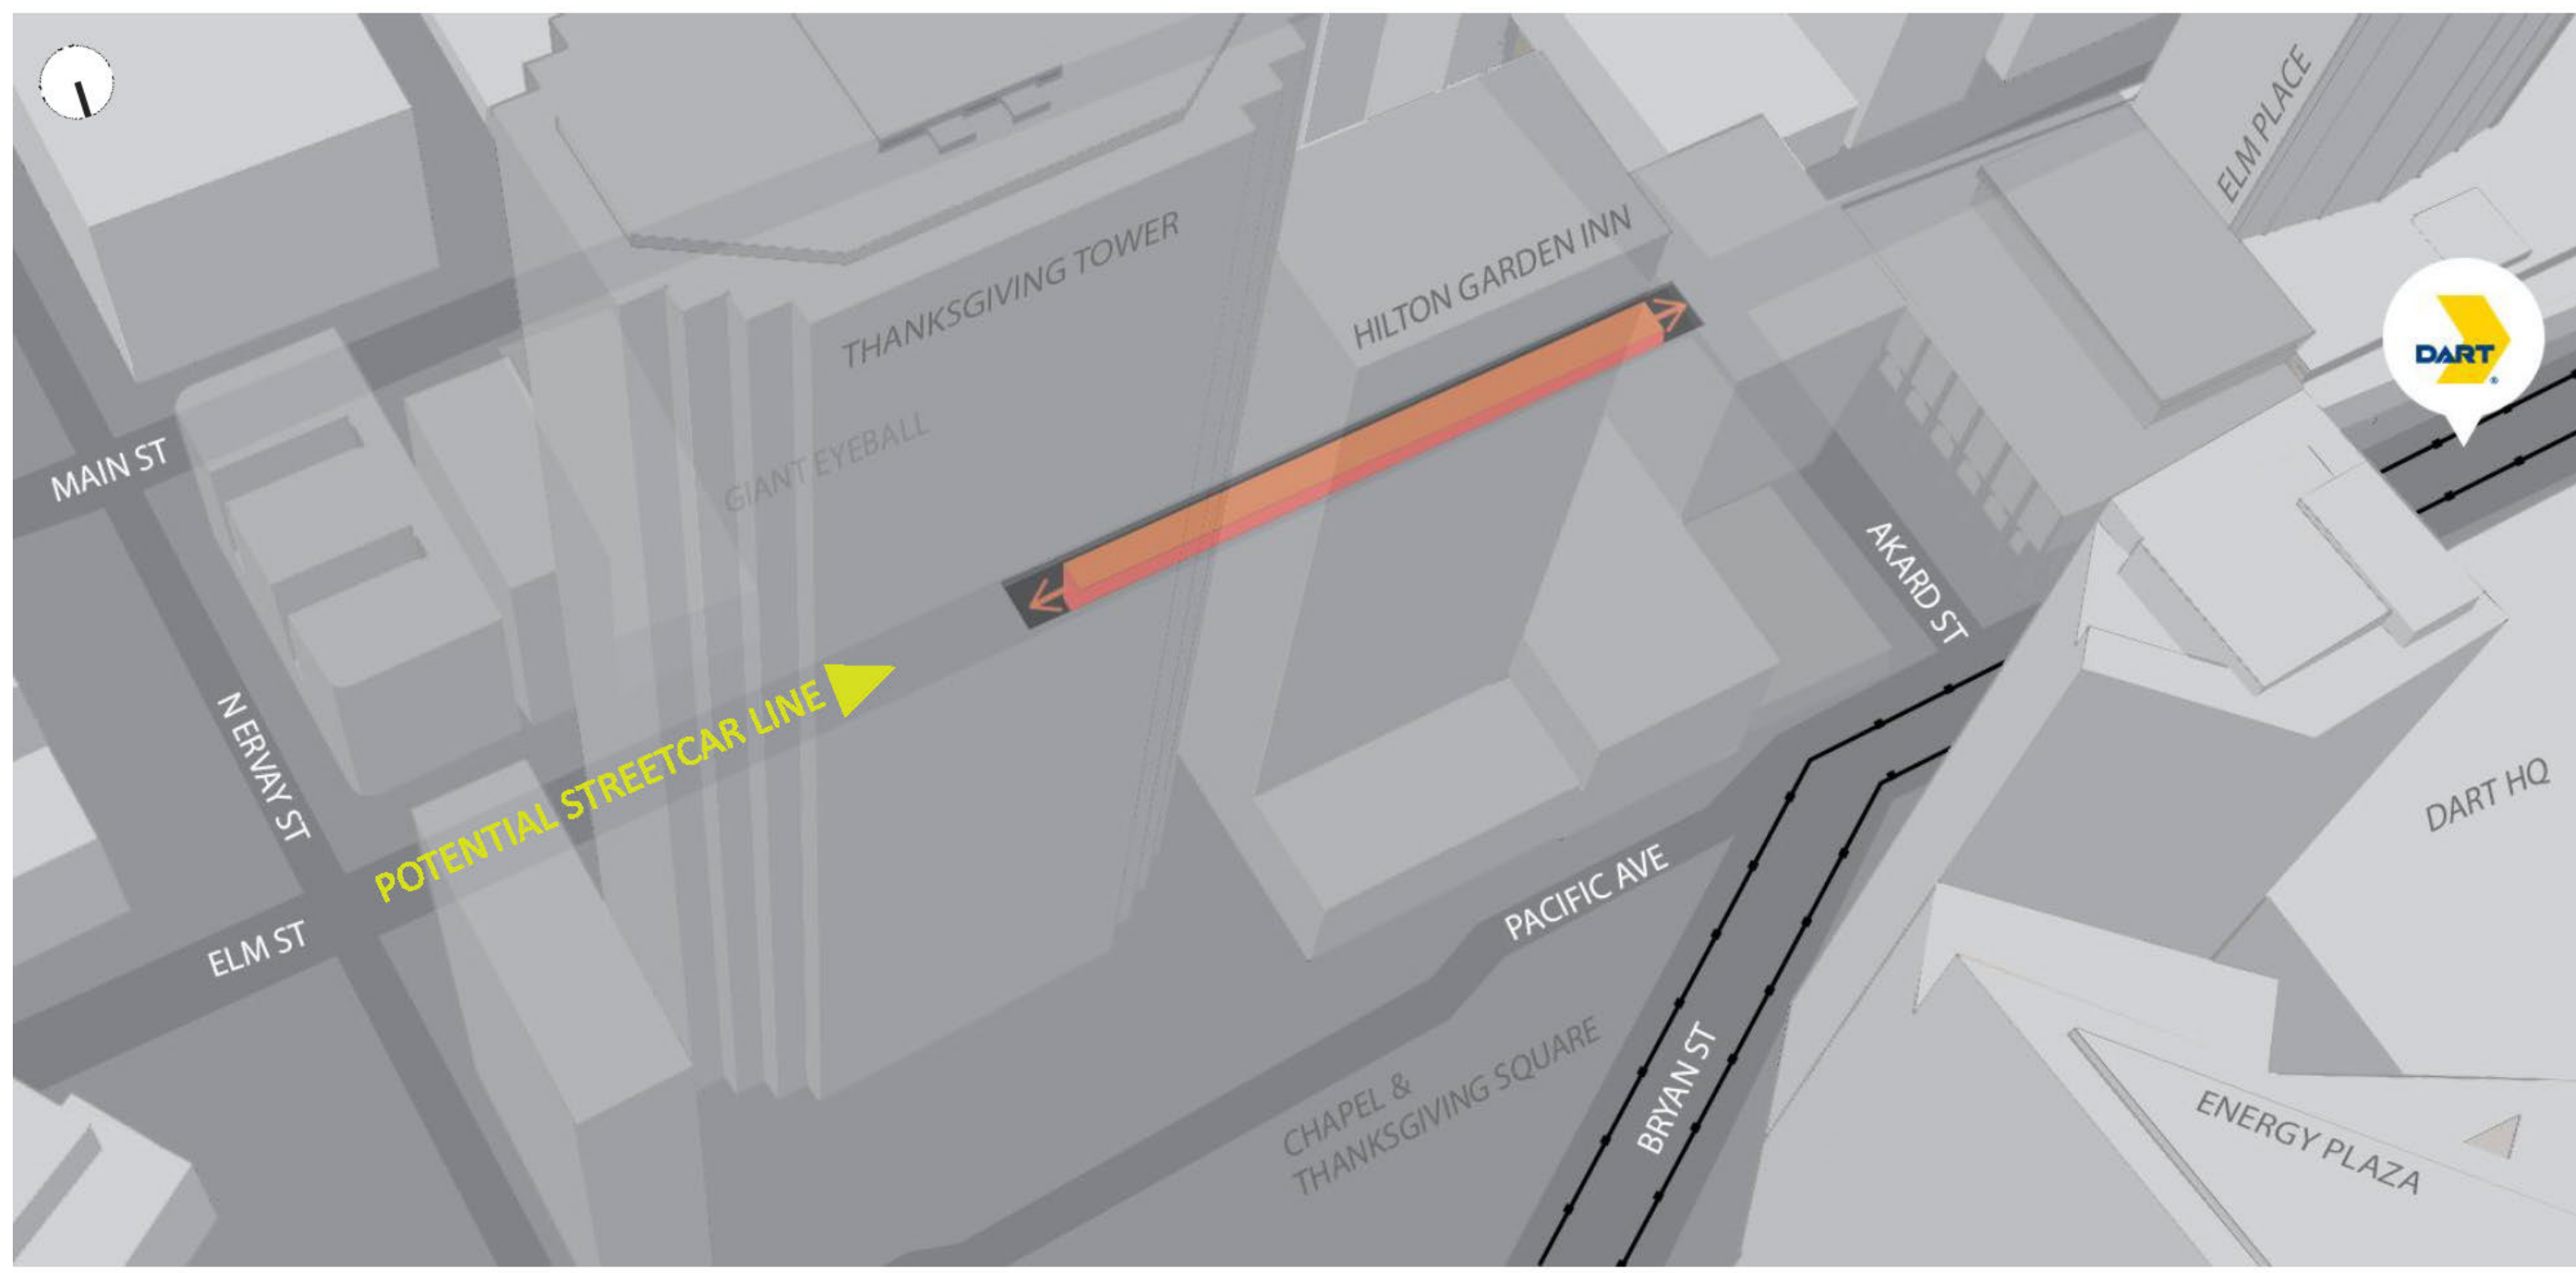 ELM PLACE
THANKSGIVING TOWER
HILTON GARDEN INN
DART
®
GIANT EYEBALL
MAIN ST
AKARD ST
POTENTIAL STREETCAR LINE
N ERVAY ST
DART HQ
PACIFIC AVE
ELM ST
CHAPEL &
THANKSGIVING SQUARE
BRYAN ST
ENERGY PLAZA